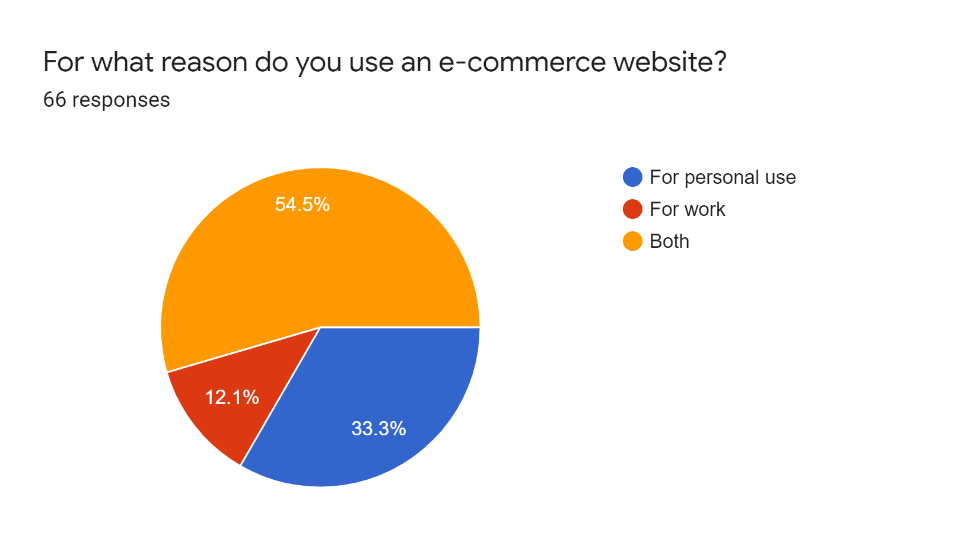 For what reason do you use an e-commerce website?
66 responses
For personal use
For work
Both
54.5%
12.1%
33.3%